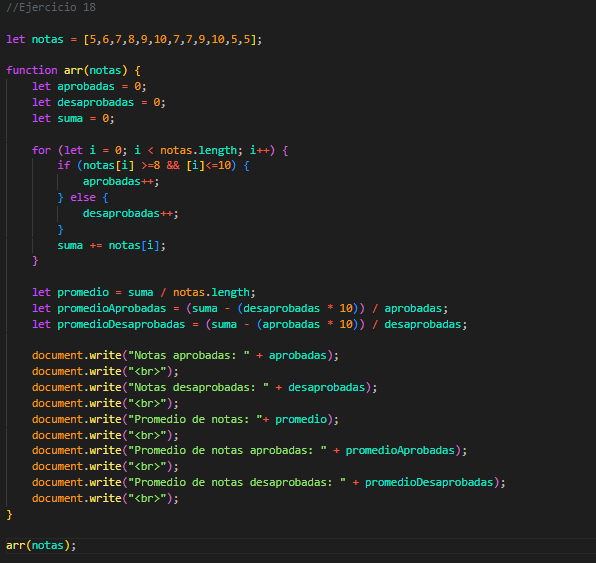 //Ejercicio 18
let notas = [5,6,7,8,9,10,7,7,9,10,5,5];
function arr(notas) {
let aprobadas = 0;
let desaprobadas = 0;
let suma = 0;
for (let i = 0; i < notas.length; i++) {
if (notas[i] >=8 && [i]<=10) {
aprobadas++;
} else {
desaprobadas++;
}
suma += notas[i];
}
let promedio = suma / notas.length;
let promedioAprobadas = (suma - (desaprobadas * 10)) / aprobadas;
let promedioDesaprobadas = (suma - (aprobadas * 10)) / desaprobadas;
document.write("Notas aprobadas: " + aprobadas);
document.write("<br>");
document.write("Notas desaprobadas: " + desaprobadas);
document.write("<br>");
document.write("Promedio de notas: "+ promedio);
document.write("<br>");
document.write("Promedio de notas aprobadas: " + promedioAprobadas);
document.write("<br>");
document.write("Promedio de notas desaprobadas: " + promedioDesaprobadas);
document.write("<br>");
}
arr(notas);